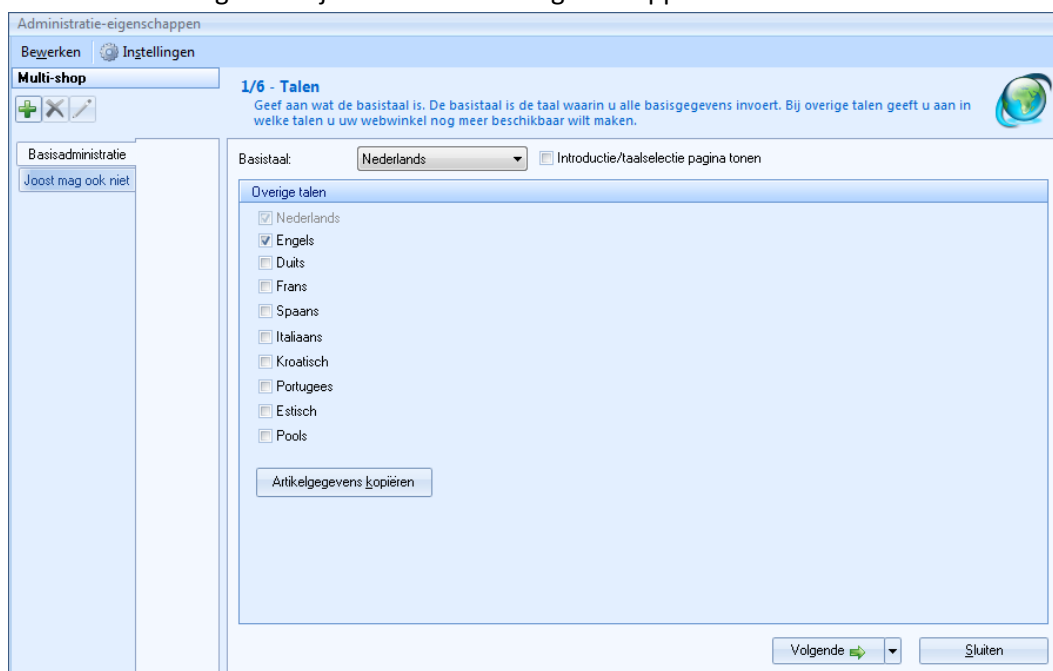 Administratie-eigenschappen
Bewerken Instellingen
Multi-shop
1/6 - Talen
Geef aan wat de basistaal is. De basistaal is de taal waarin u alle basisgegevens invoert. Bij overige talen geeft u aan in
welke talen u uw webwinkel nog meer beschikbaar wilt maken.
Basisadministratie
Joost mag ook niet
Basistaal: Nederlands Introductie/taalselectie pagina tonen
Overige talen
Nederlands
Engels
Duits
Frans
Spaans
Italiaans
Kroatisch
Portugees
Estisch
Pools
Artikelgegevens kopiëren
Volgende Sluiten